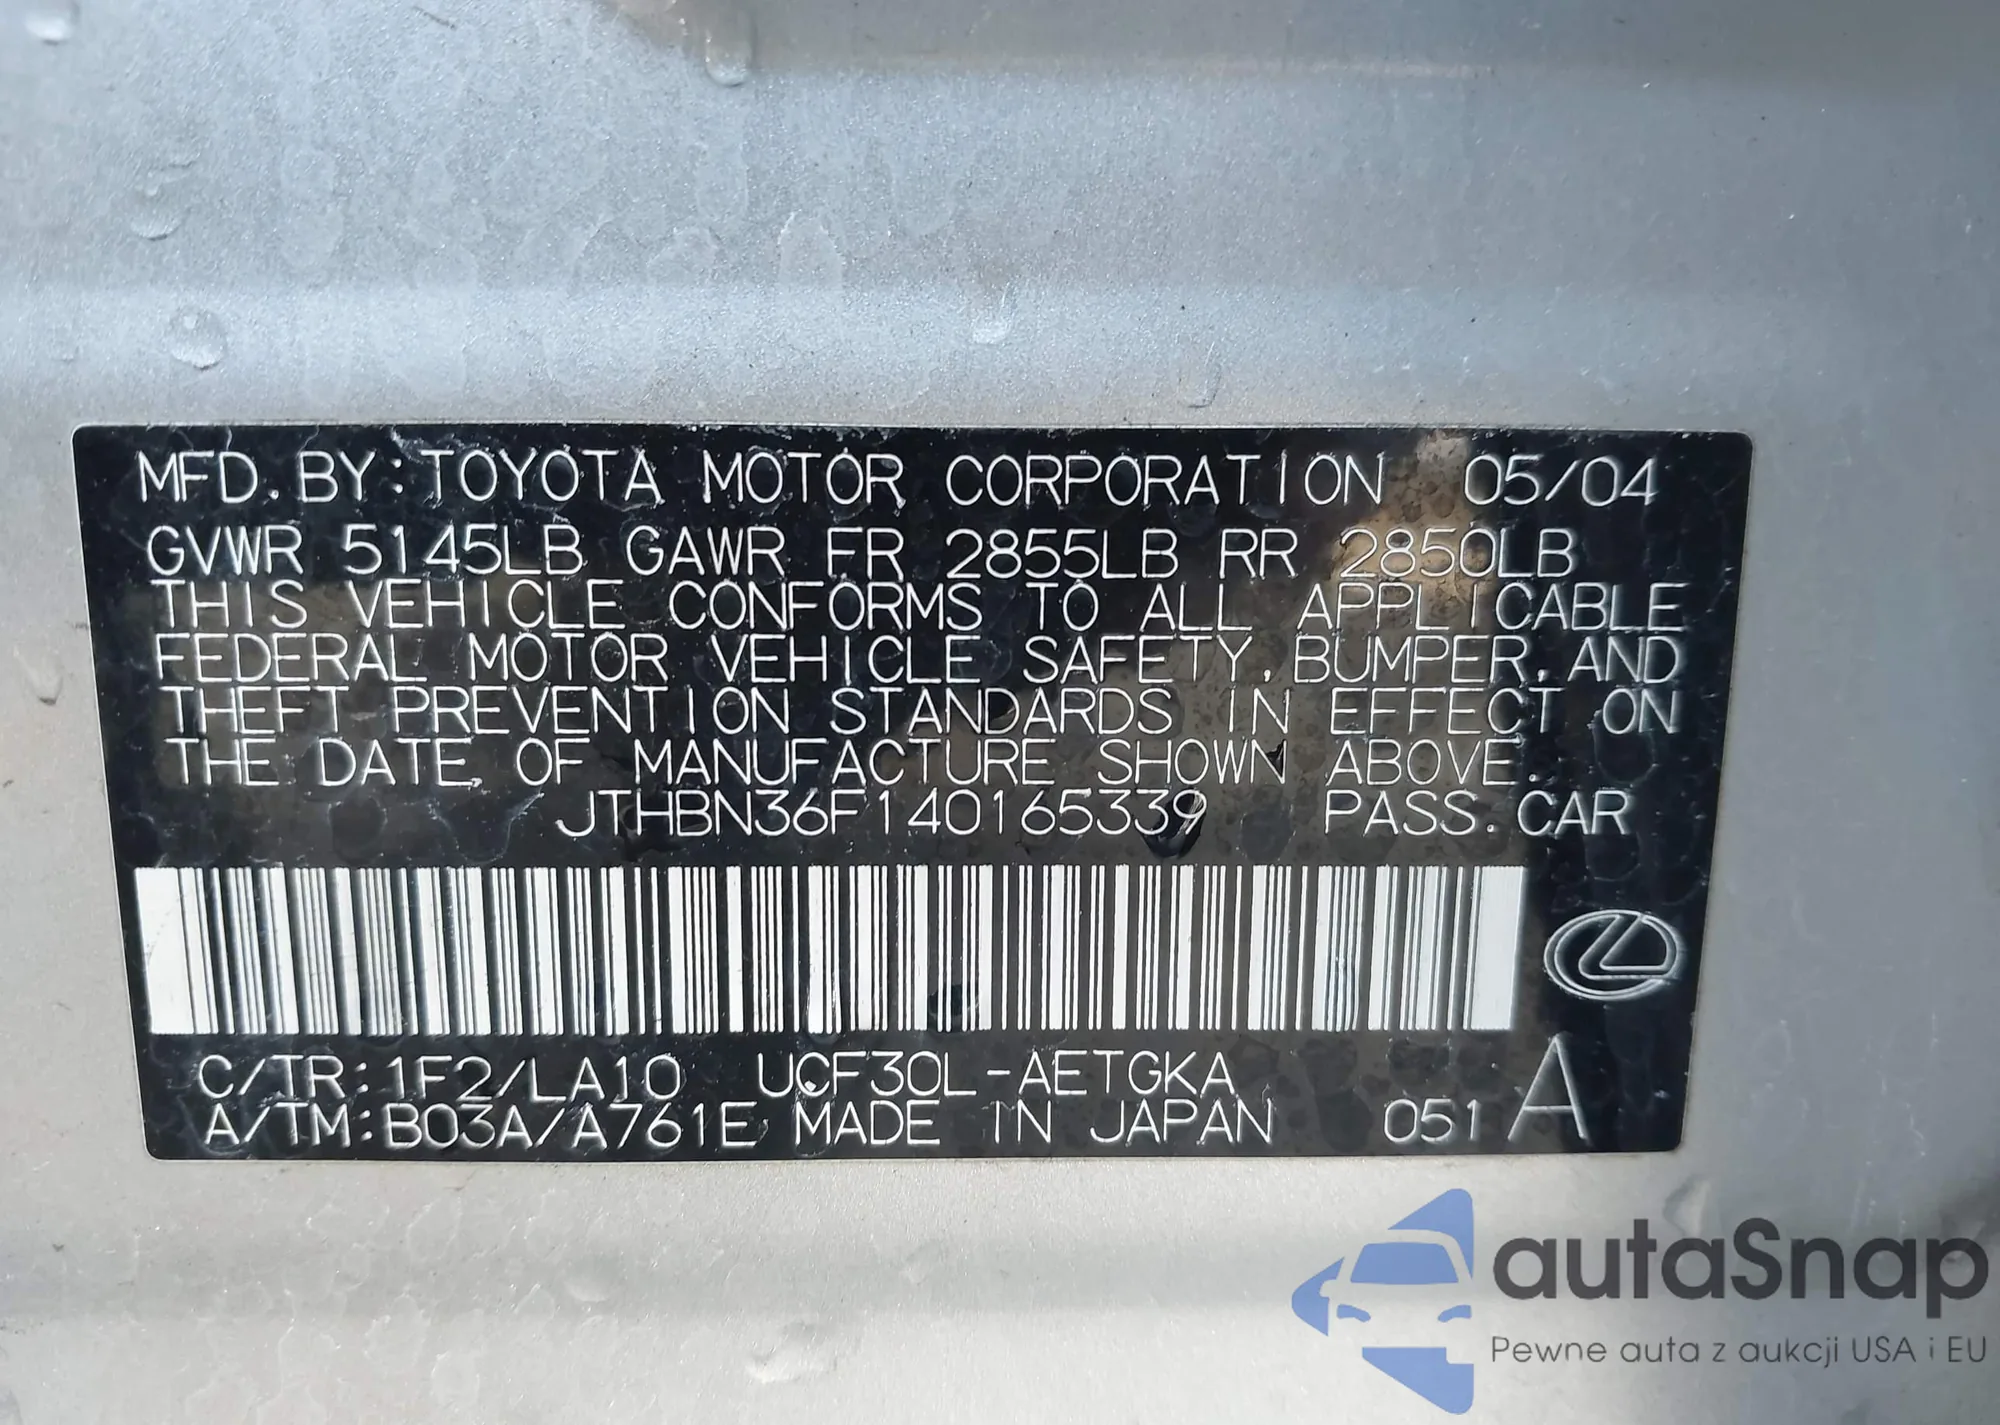 MFD. BY: TOYOTA MOTOR CORPORATION 05/04
GVWR 5145LB GAWR FR 2855LB RR 2850LB
THIS VEHICLE CONFORMS TO ALL APPLICABLE
FEDERAL MOTOR VEHICLE SAFETY, BUMPER, AND
THEFT PREVENTION STANDARDS IN EFFECT ON
THE DATE OF MANUFACTURE SHOWN ABOVE.
JTHBN36F140165339 PASS. CAR
C/TR: 1F2/LA10 UCF30L-AETGKA
A/TM: B03A/A761E MADE IN JAPAN 051 A
autaSnap
Pewne auta z aukcji USA i EU